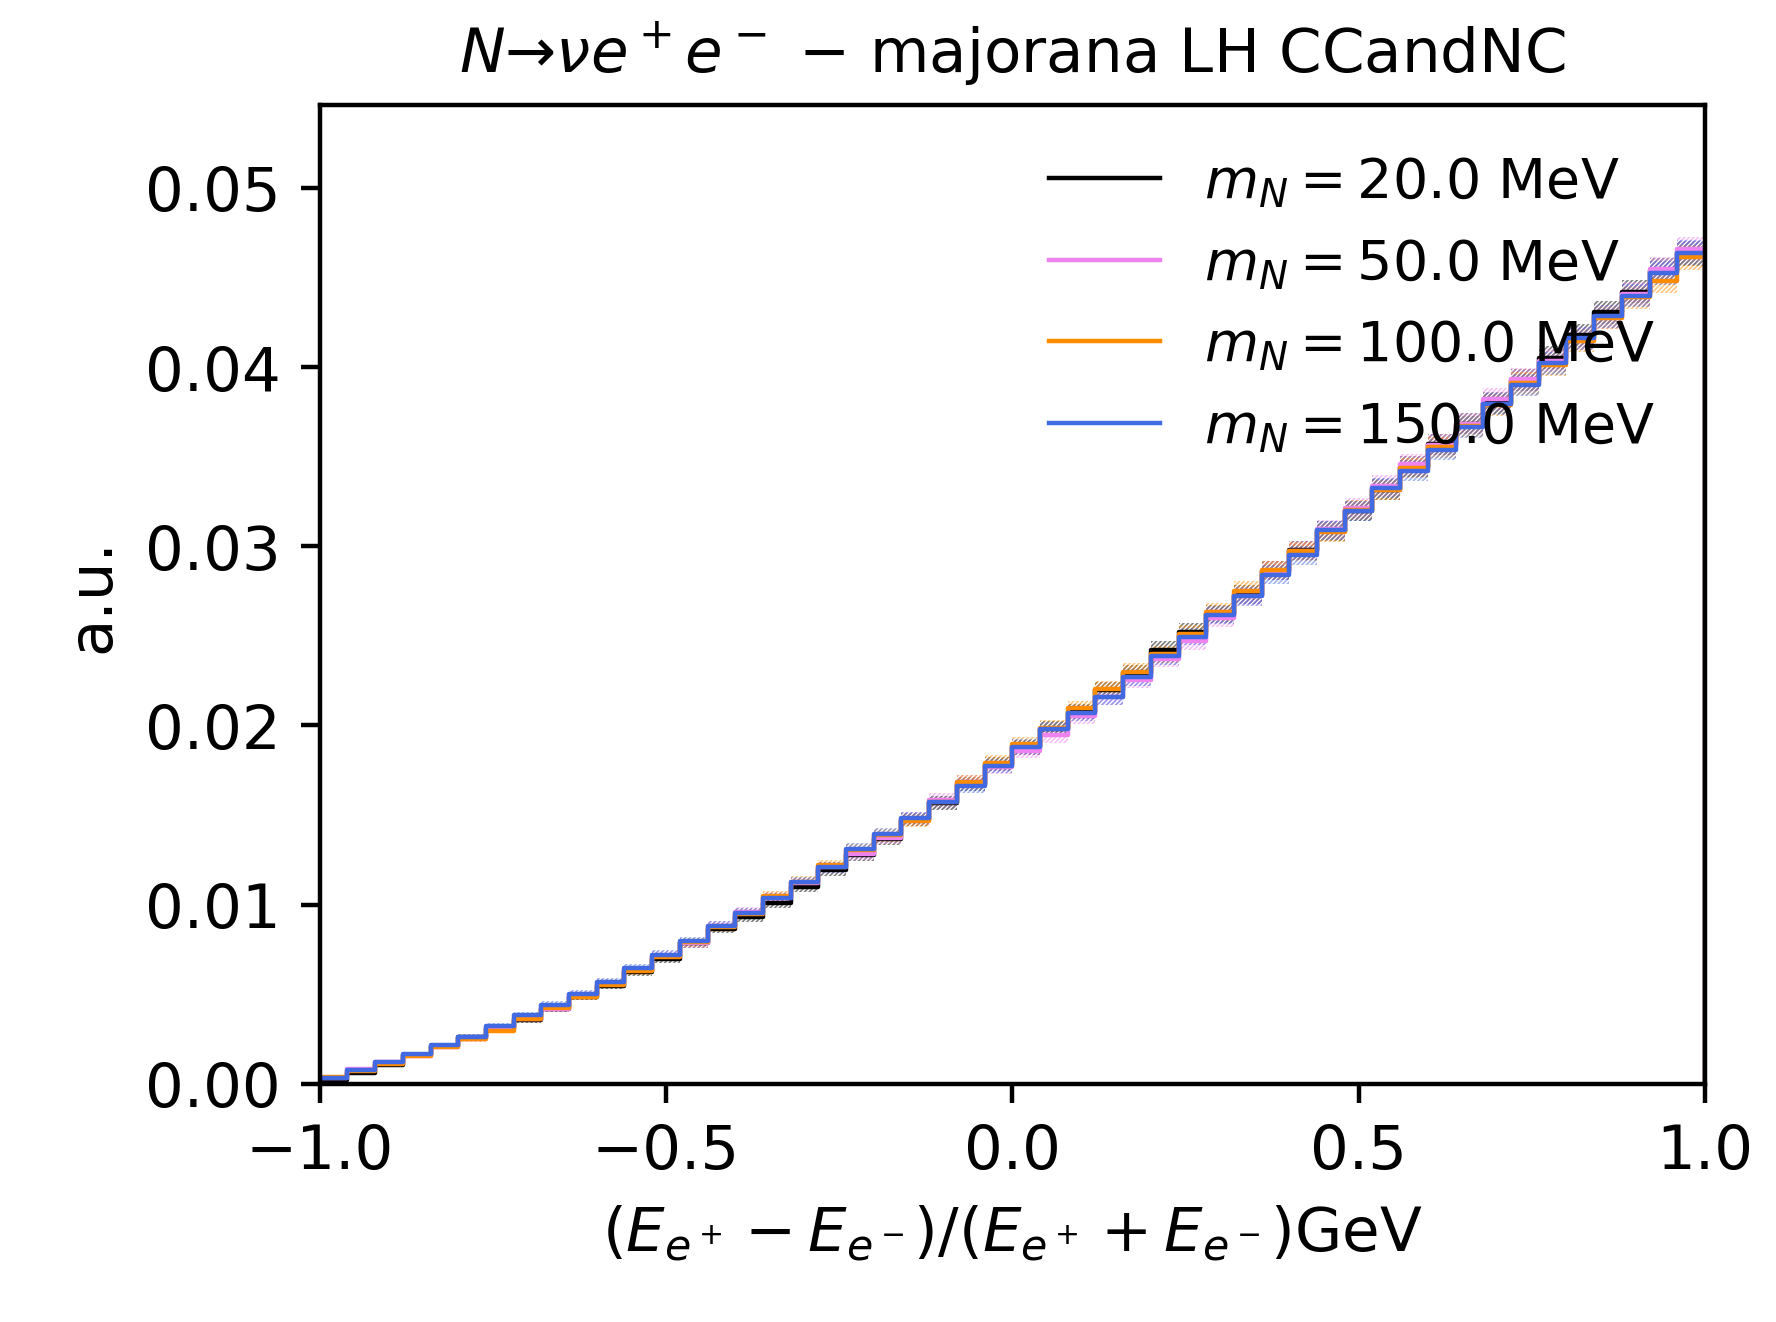 N→νe⁺e⁻ − majorana LH CCandNC
0.05
0.04
0.03
0.02
0.01
0.00
a.u.
m_N = 20.0 MeV
m_N = 50.0 MeV
m_N = 100.0 MeV
m_N = 150.0 MeV
−1.0 −0.5 0.0 0.5 1.0
(E_e⁺ − E_e⁻)/(E_e⁺ + E_e⁻)GeV